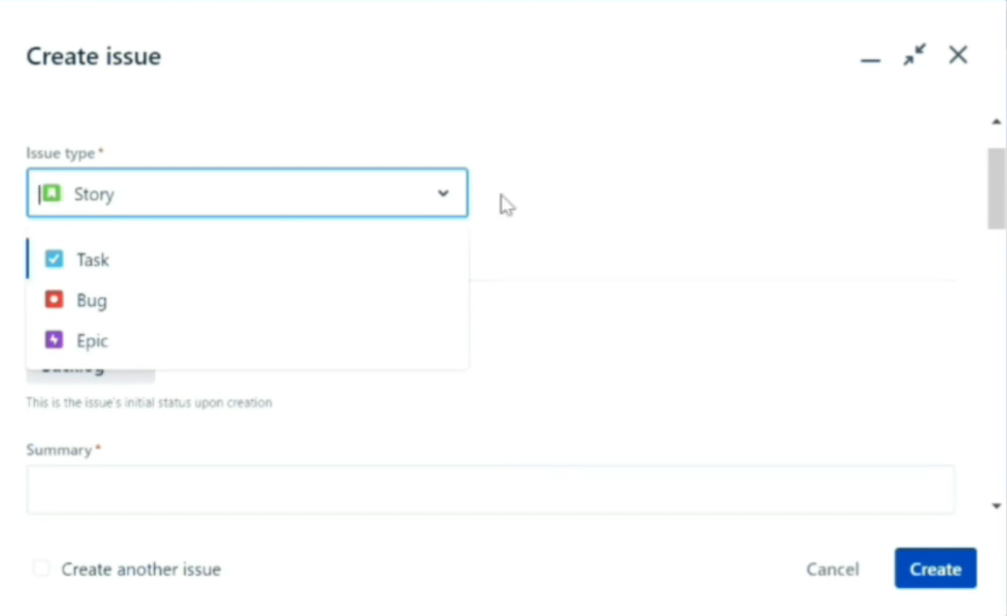 Create issue
Issue type *
Story
Task
Bug
Epic
This is the issue's initial status upon creation
Summary *
Create another issue
Cancel
Create